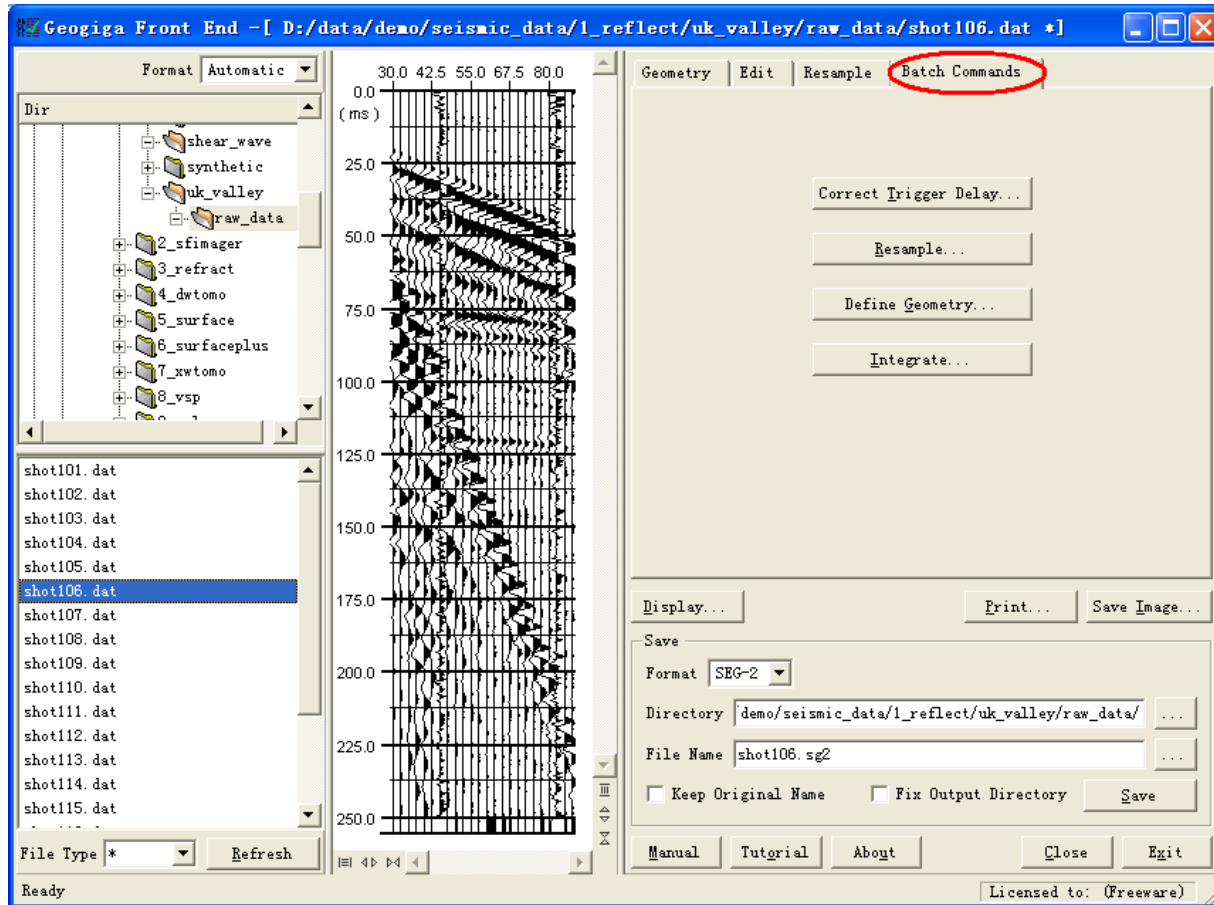 Geogiga Front End -[ D:/data/demo/seismic_data/1_reflect/uk_valley/raw_data/shot106.dat *]
Format Automatic
Dir
shear_wave
synthetic
uk_valley
raw_data
2_sfimager
3_refract
4_dwtomo
5_surface
6_surfaceplus
7_xwtomo
8_vsp
shot101.dat
shot102.dat
shot103.dat
shot104.dat
shot105.dat
shot106.dat
shot107.dat
shot108.dat
shot109.dat
shot110.dat
shot111.dat
shot112.dat
shot113.dat
shot114.dat
shot115.dat
File Type *
Refresh
Ready
30.0 42.5 55.0 67.5 80.0
0.0
(ms)
25.0
50.0
75.0
100.0
125.0
150.0
175.0
200.0
225.0
250.0
Geometry Edit Resample Batch Commands
Correct Trigger Delay...
Resample...
Define Geometry...
Integrate...
Display... Print... Save Image...
Save
Format SEG-2
Directory demo/seismic_data/1_reflect/uk_valley/raw_data/ ...
File Name shot106.sg2 ...
Keep Original Name Fix Output Directory Save
Manual Tutorial About Close Exit
Licensed to: (Freeware)